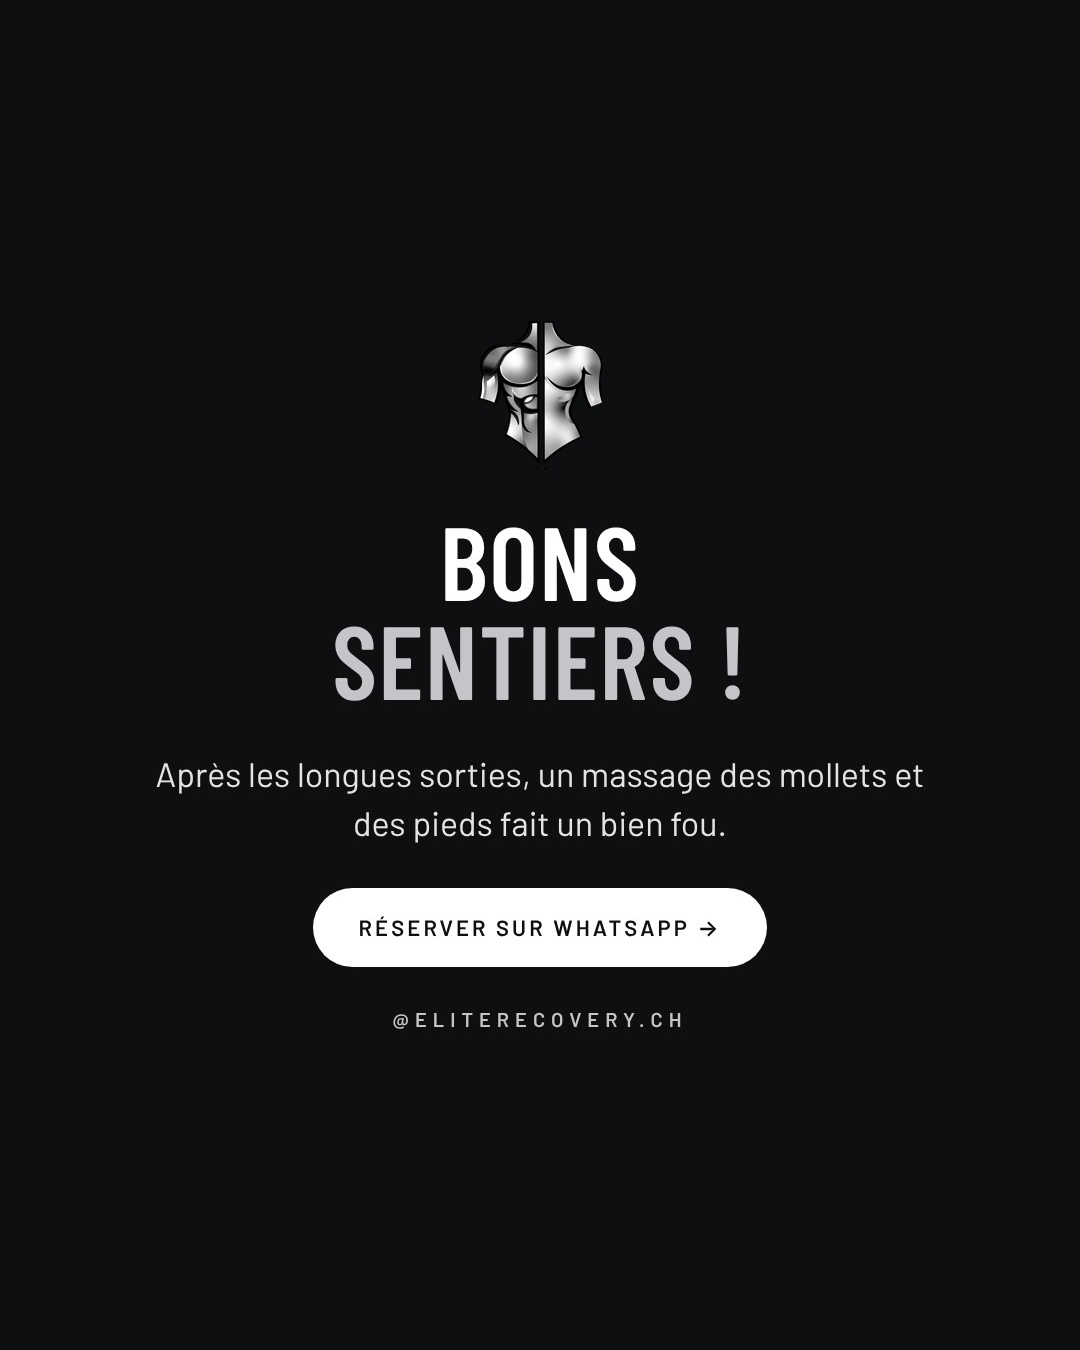 BONS
SENTIERS !
Après les longues sorties, un massage des mollets et
des pieds fait un bien fou.
RÉSERVER SUR WHATSAPP →
@ELITERECOVERY.CH